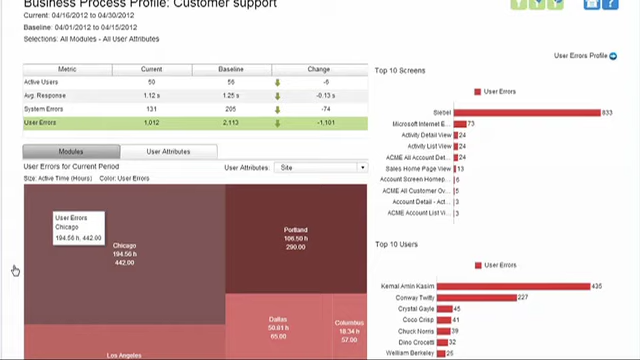 Business Process Profile: Customer support
Current: 04/16/2012 to 04/30/2012
Baseline: 04/01/2012 to 04/15/2012
Selections: All Modules - All User Attributes
User Errors Profile
Metric Current Baseline Change
Active Users 50 56 -6
Avg. Response 1.12 s 1.25 s -0.13 s
System Errors 131 205 -74
User Errors 1,012 2,113 -1,101
Modules User Attributes
User Errors for Current Period
User Attributes: Site
Size: Active Time (Hours) Color: User Errors
User Errors
Chicago
194.56 h, 442.00
Chicago
194.56 h
442.00
Portland
106.50 h
290.00
Dallas
50.81 h
65.00
Columbus
18.34 h
57.00
Los Angeles
Top 10 Screens
User Errors
Siebel 833
Microsoft Internet E... 73
Activity Detail View 24
Activity List View 24
ACME All Account Det... 24
Sales Home Page View 13
Account Screen Homep... 6
ACME All Customer Ov... 5
Account Detail - Act... 3
ACME Account List Vi... 3
Top 10 Users
User Errors
Kemal Amin Kasim 435
Conway Twitty 227
Crystal Gayle 45
Coco Crisp 41
Chuck Norris 39
Dino Crocetti 32
William Berkeley 25